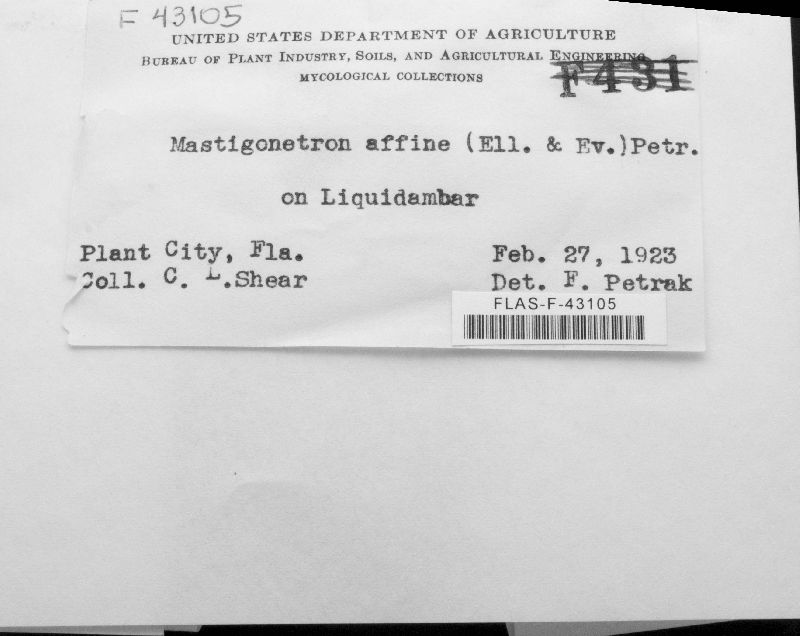 F 43105
UNITED STATES DEPARTMENT OF AGRICULTURE
BUREAU OF PLANT INDUSTRY, SOILS, AND AGRICULTURAL ENGINEERING
MYCOLOGICAL COLLECTIONS
F431
Mastigonetron affine (Ell. & Ev.)Petr.
on Liquidambar
Plant City, Fla. Feb. 27, 1923
Coll. C. L.Shear Det. F. Petrak
FLAS-F-43105